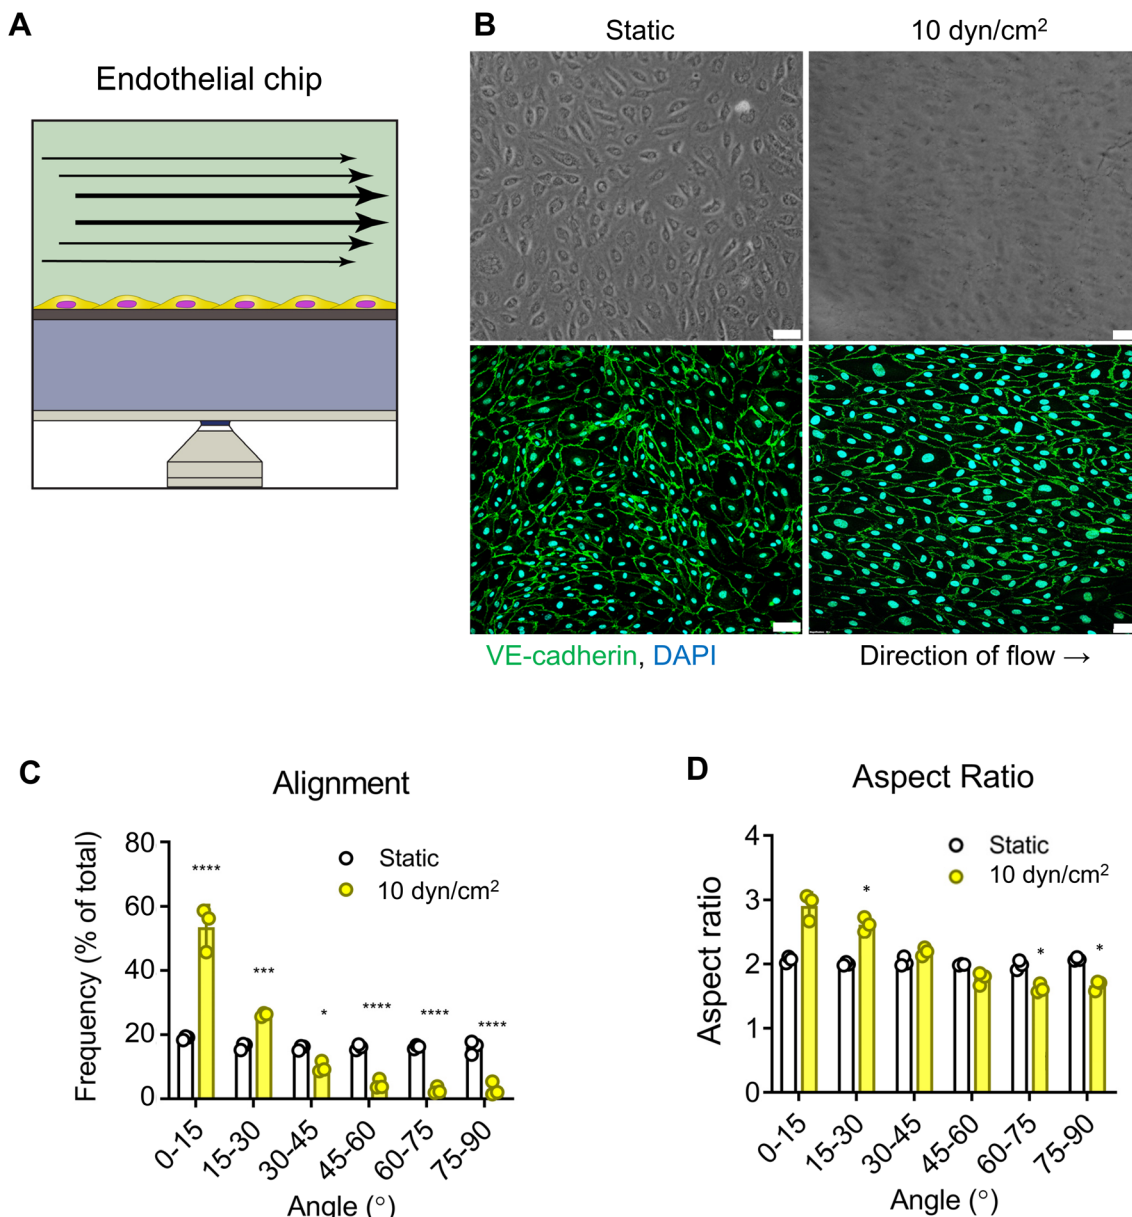 A
Endothelial chip
B
Static
10 dyn/cm²
VE-cadherin, DAPI
Direction of flow →
C
Alignment
Frequency (% of total)
80
60
40
20
0
Static
10 dyn/cm²
****
***
*
****
****
****
0-15
15-30
30-45
45-60
60-75
75-90
Angle (°)
D
Aspect Ratio
Aspect ratio
4
3
2
1
0
Static
10 dyn/cm²
*
*
*
0-15
15-30
30-45
45-60
60-75
75-90
Angle (°)